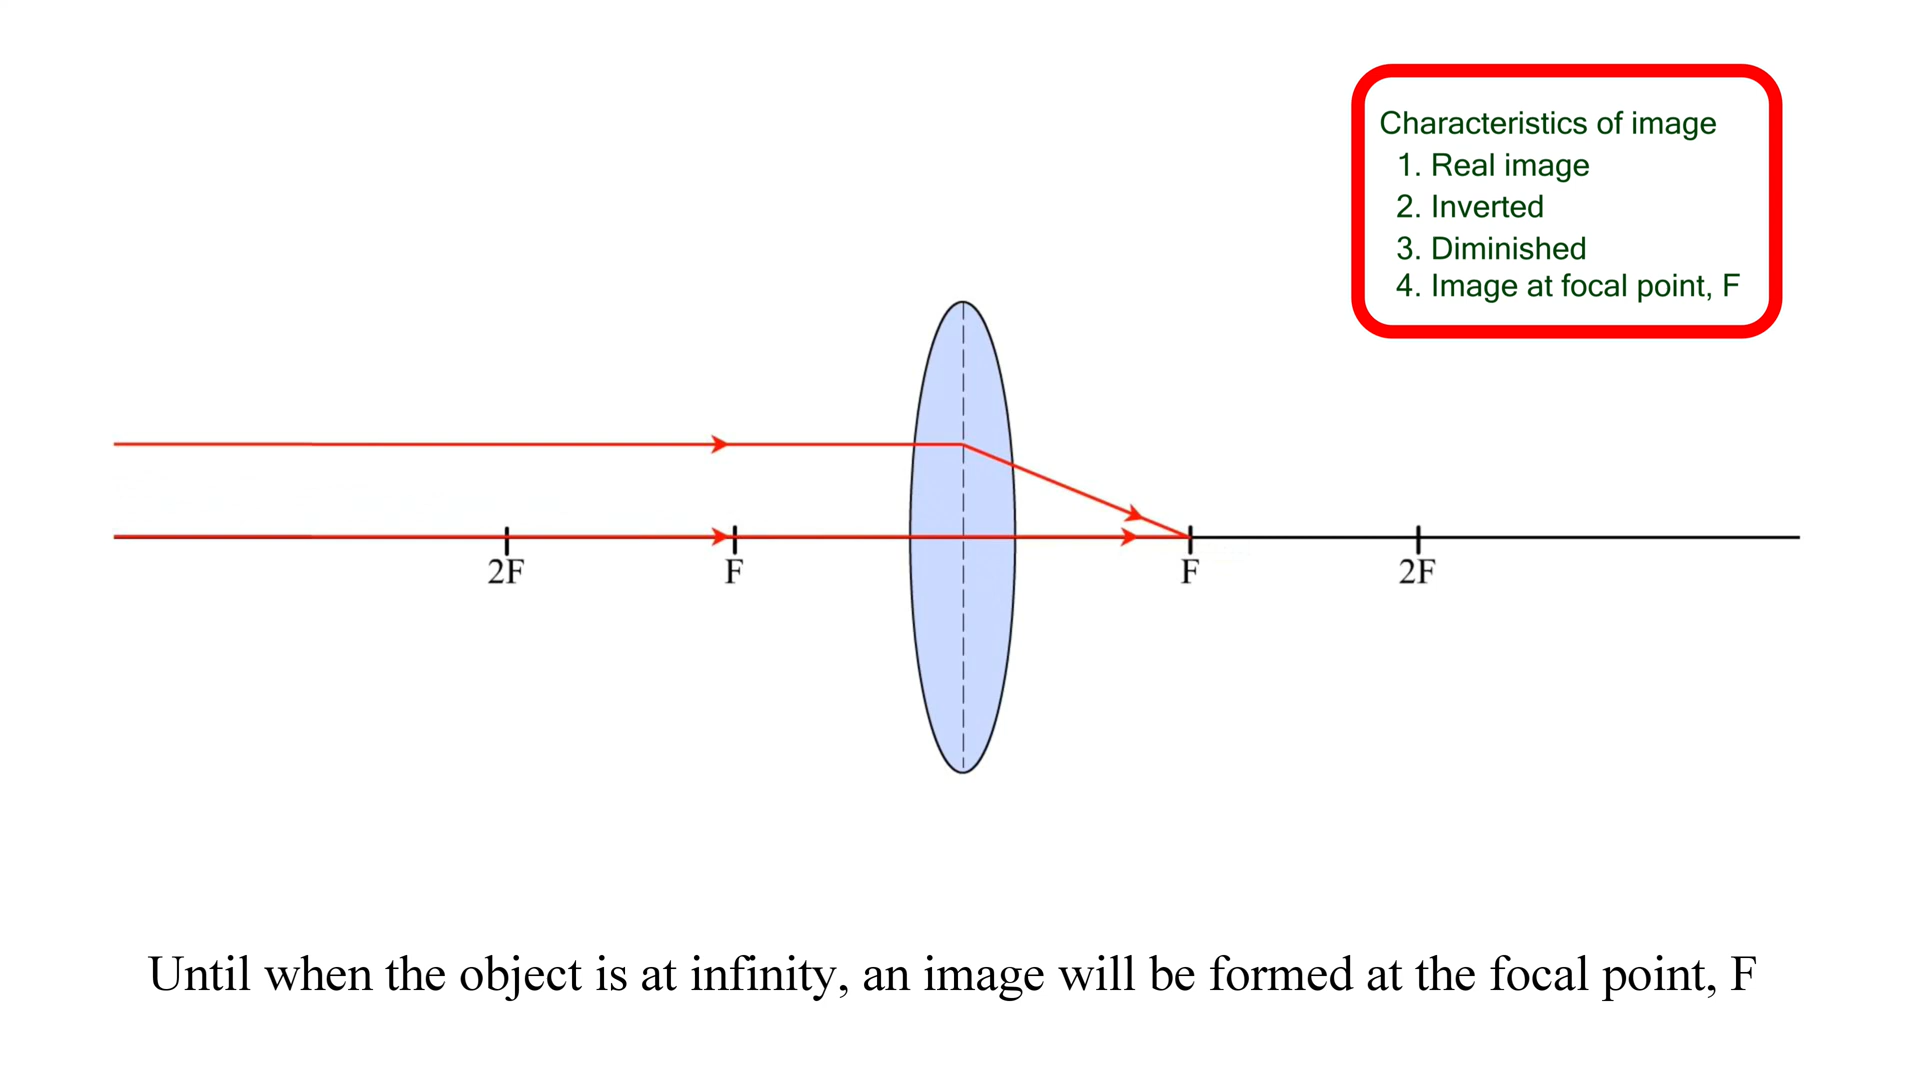 Characteristics of image
1. Real image
2. Inverted
3. Diminished
4. Image at focal point, F
2F
F
F
2F
Until when the object is at infinity, an image will be formed at the focal point, F